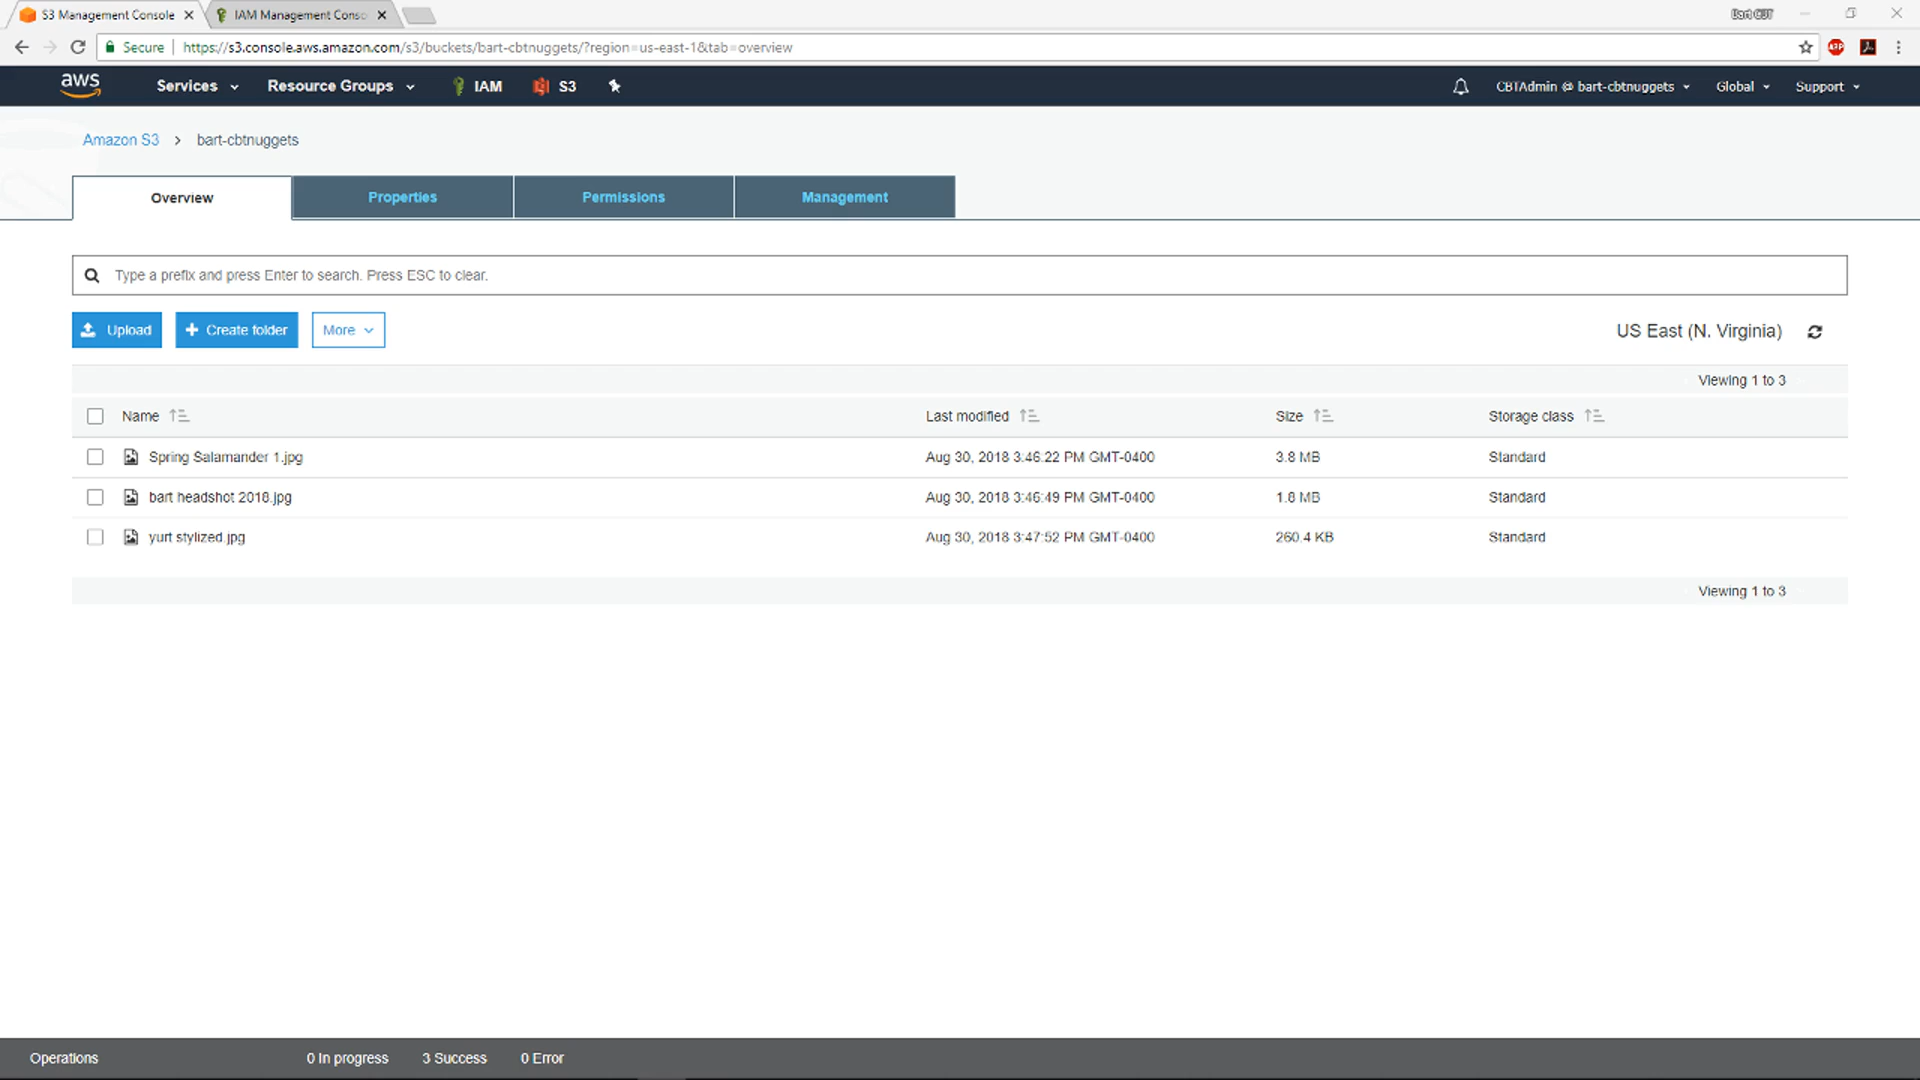 S3 Management Console
IAM Management Conso
Bart CBT
Secure
https://s3.console.aws.amazon.com/s3/buckets/bart-cbtnuggets/?region=us-east-1&tab=overview
ABP
aws
Services
Resource Groups
IAM
S3
CBTAdmin @ bart-cbtnuggets
Global
Support
Amazon S3 > bart-cbtnuggets
Overview
Properties
Permissions
Management
Type a prefix and press Enter to search. Press ESC to clear.
Upload
+ Create folder
More
US East (N. Virginia)
Viewing 1 to 3
Name
Last modified
Size
Storage class
Spring Salamander 1.jpg
Aug 30, 2018 3:46:22 PM GMT-0400
3.8 MB
Standard
bart headshot 2018.jpg
Aug 30, 2018 3:46:49 PM GMT-0400
1.8 MB
Standard
yurt stylized.jpg
Aug 30, 2018 3:47:52 PM GMT-0400
260.4 KB
Standard
Viewing 1 to 3
Operations
0 In progress
3 Success
0 Error